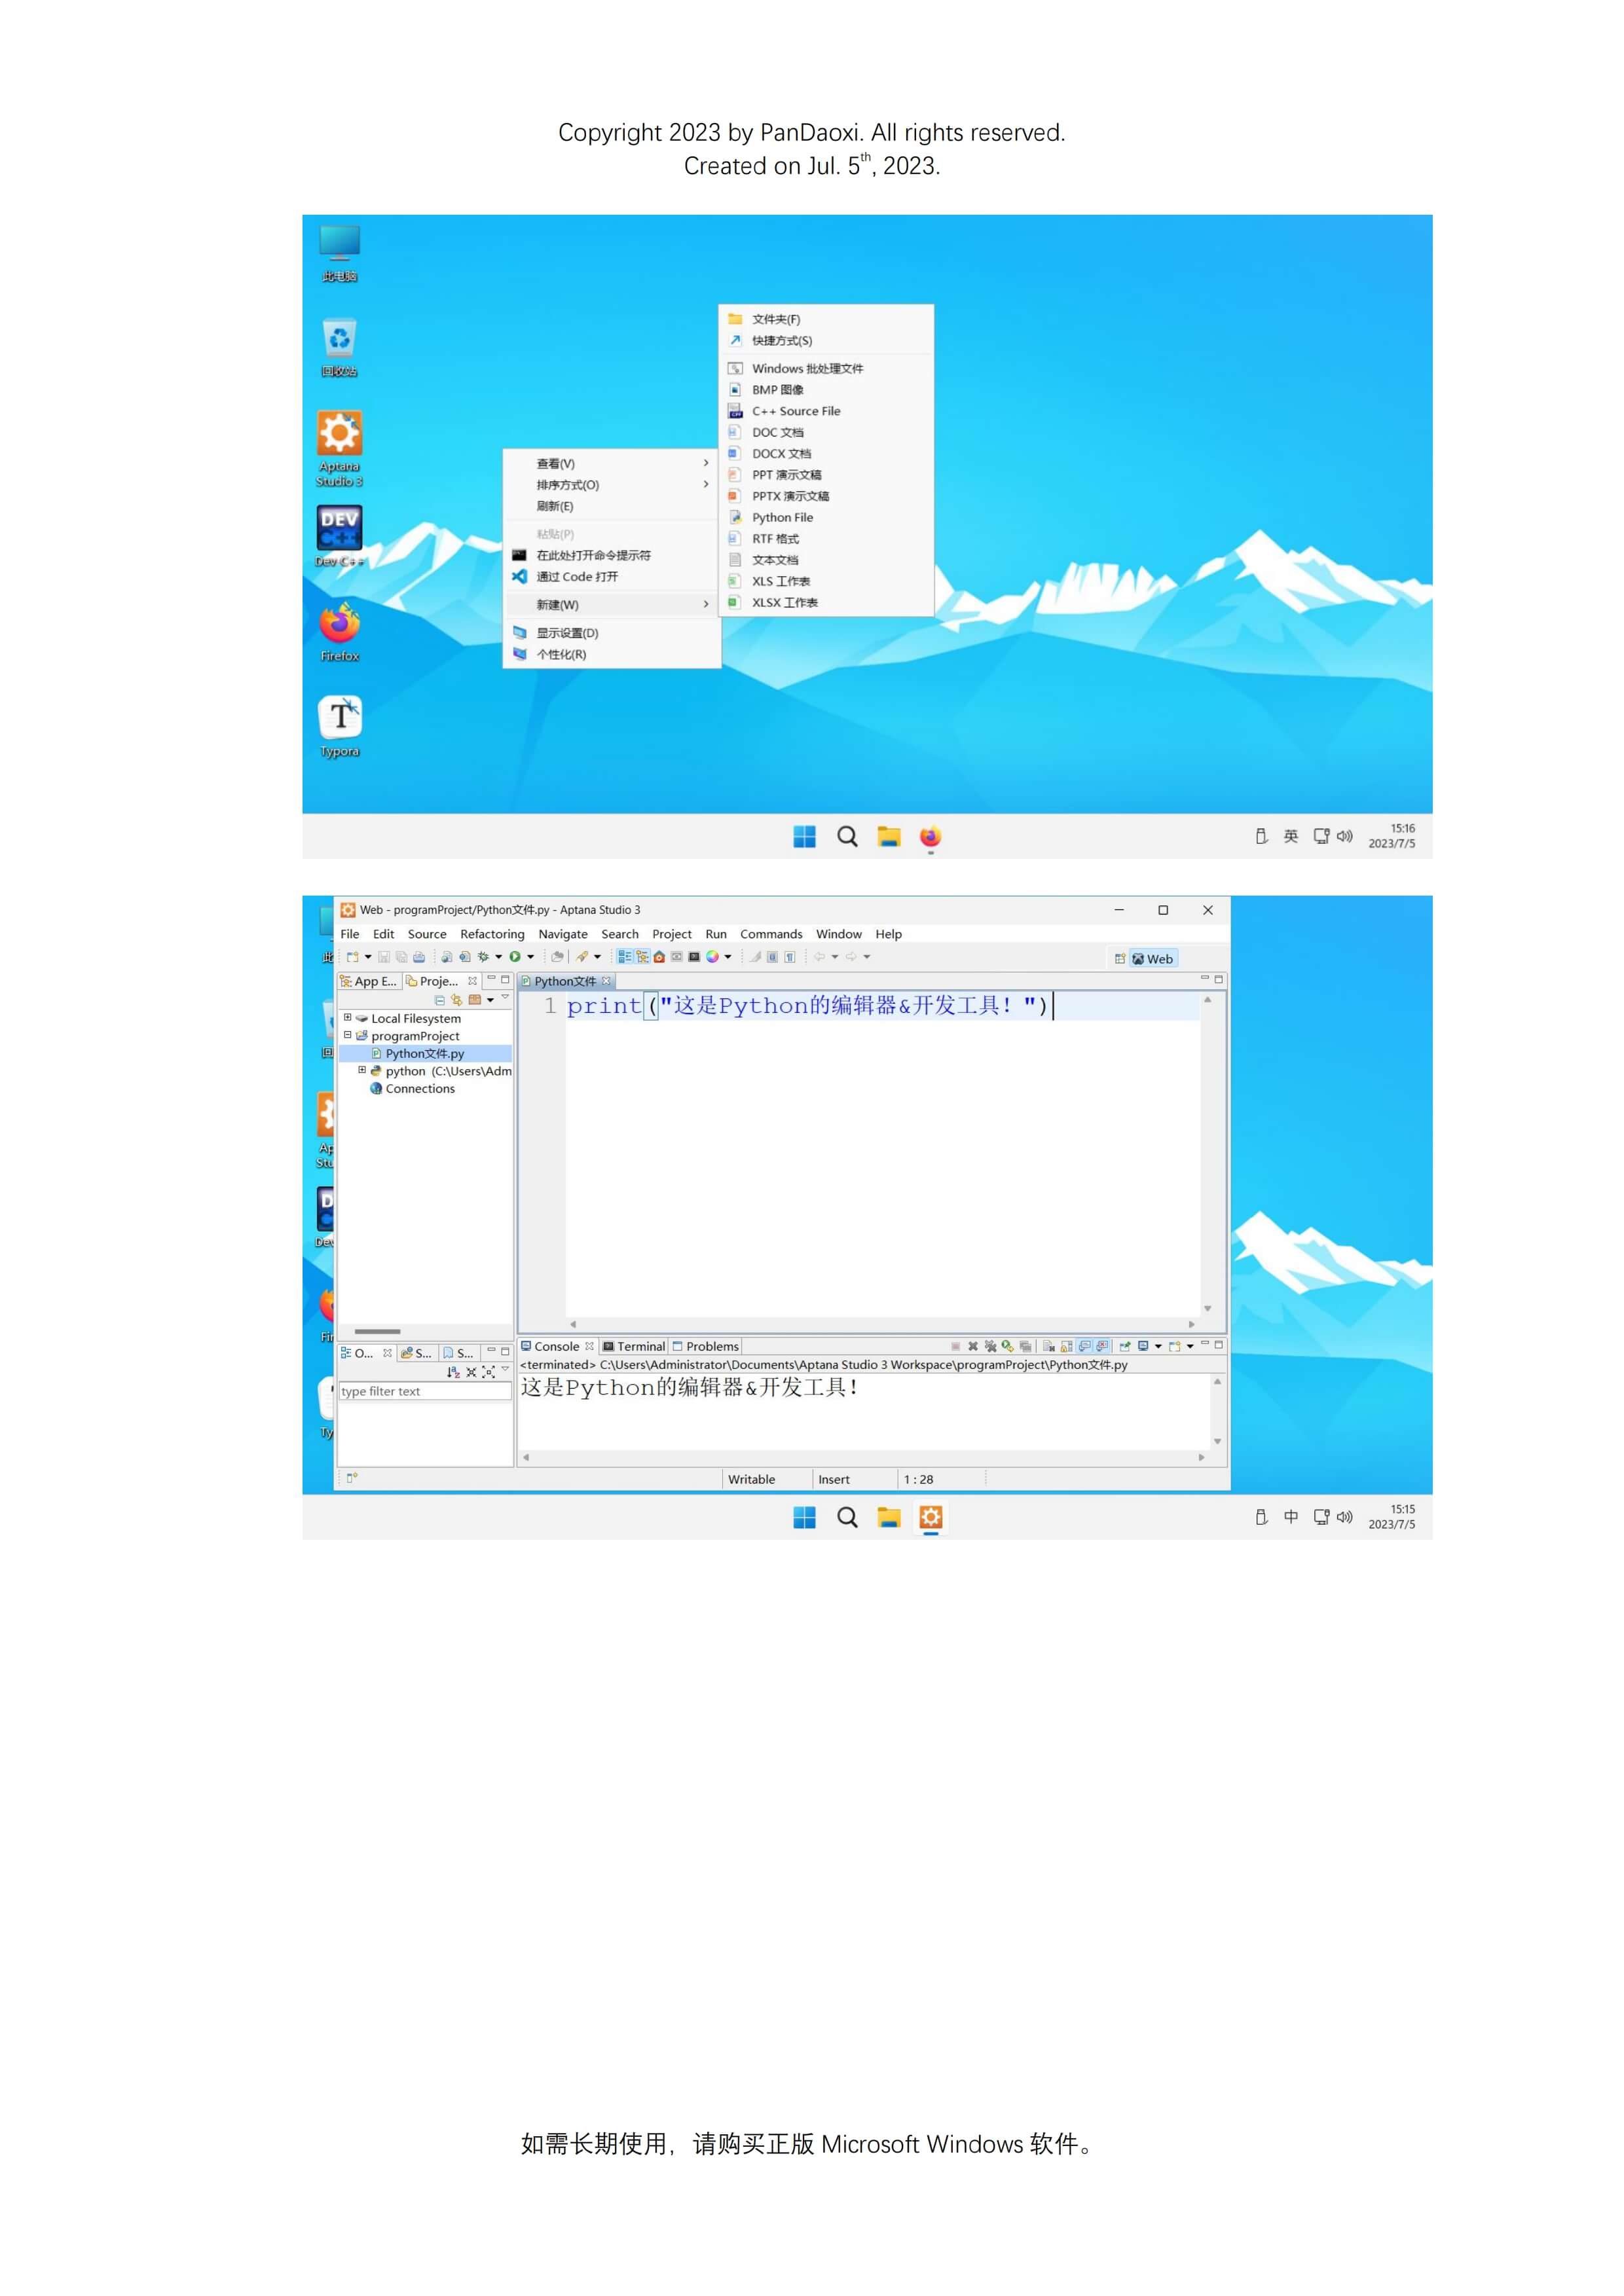 Copyright 2023 by PanDaoxi. All rights reserved.
Created on Jul. 5th, 2023.
此电脑
回收站
Aptana
Studio 3
DEV
C++
Dev C++
Firefox
T
Typora
查看(V)
排序方式(O)
刷新(E)
粘贴(P)
在此处打开命令提示符
通过 Code 打开
新建(W)
显示设置(D)
个性化(R)
文件夹(F)
快捷方式(S)
Windows 批处理文件
BMP 图像
C++ Source File
DOC 文档
DOCX 文档
PPT 演示文稿
PPTX 演示文稿
Python File
RTF 格式
文本文档
XLS 工作表
XLSX 工作表
英
15:16
2023/7/5
Web - programProject/Python文件.py - Aptana Studio 3
File Edit Source Refactoring Navigate Search Project Run Commands Window Help
Web
App E... Proje...
Local Filesystem
programProject
Python文件.py
python (C:\Users\Adm
Connections
Python文件
1 print("这是Python的编辑器&开发工具！")
O... S... S...
type filter text
Console Terminal Problems
<terminated> C:\Users\Administrator\Documents\Aptana Studio 3 Workspace\programProject\Python文件.py
这是Python的编辑器&开发工具！
Writable Insert 1 : 28
中
15:15
2023/7/5
如需长期使用，请购买正版 Microsoft Windows 软件。